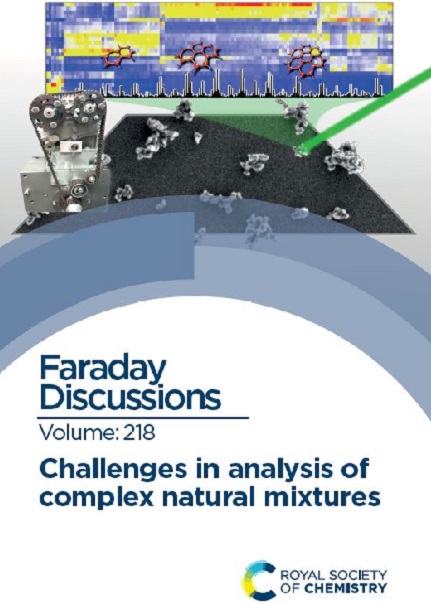 Faraday
Discussions
Volume: 218
Challenges in analysis of
complex natural mixtures
ROYAL SOCIETY
OF CHEMISTRY